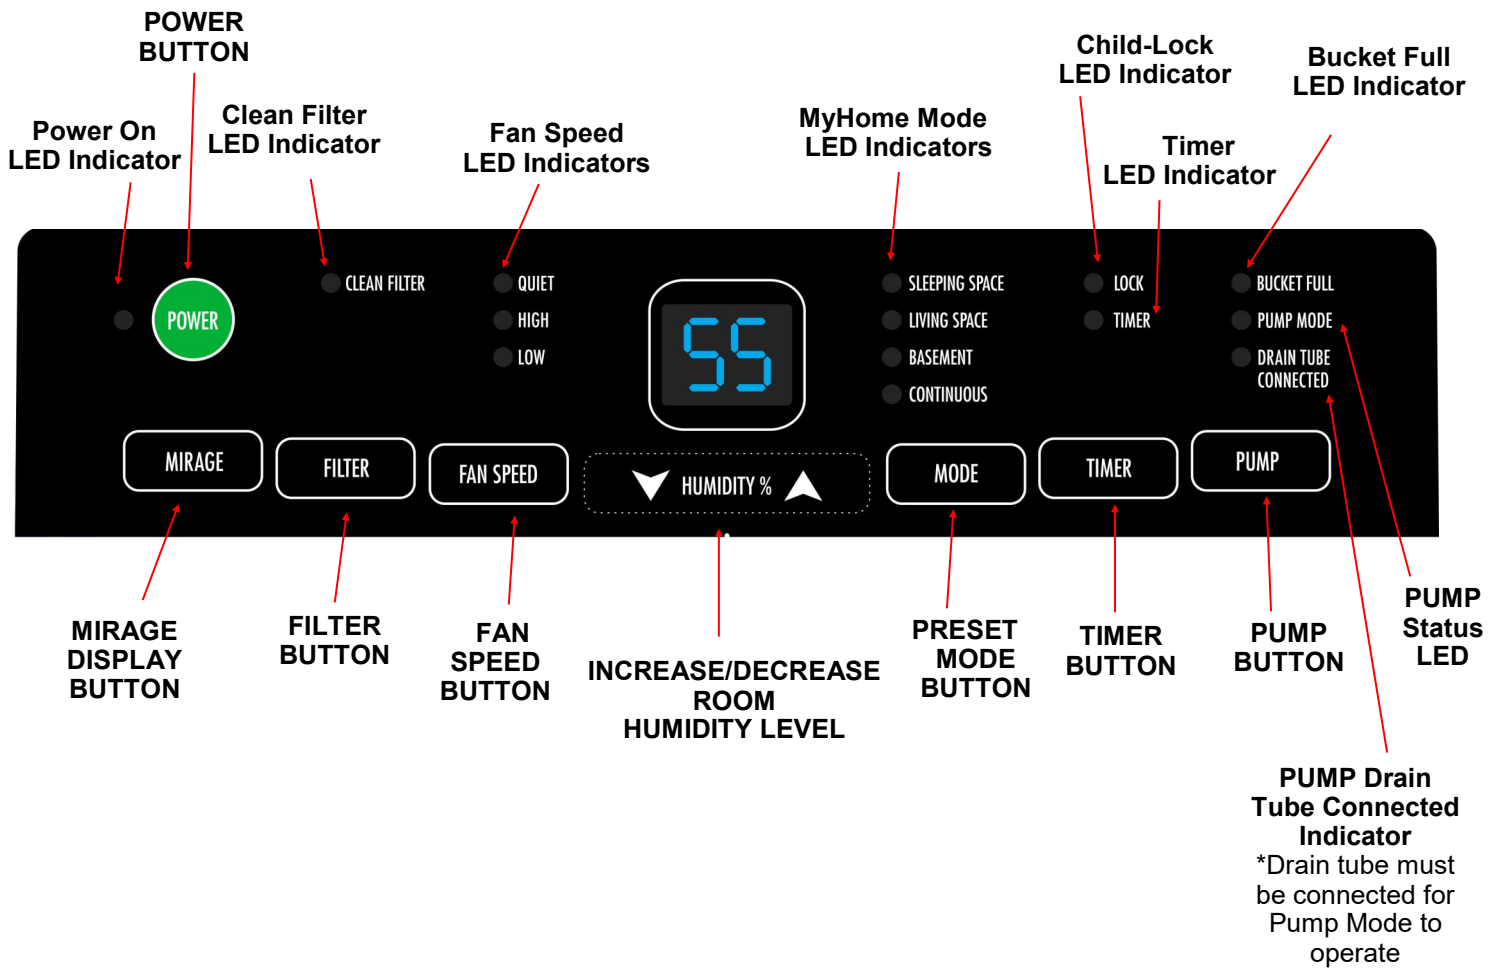 POWER
BUTTON
Power On
LED Indicator
Clean Filter
LED Indicator
Fan Speed
LED Indicators
MyHome Mode
LED Indicators
Child-Lock
LED Indicator
Timer
LED Indicator
Bucket Full
LED Indicator
POWER
CLEAN FILTER
QUIET
HIGH
LOW
55
SLEEPING SPACE
LIVING SPACE
BASEMENT
CONTINUOUS
LOCK
TIMER
BUCKET FULL
PUMP MODE
DRAIN TUBE
CONNECTED
MIRAGE
FILTER
FAN SPEED
HUMIDITY %
MODE
TIMER
PUMP
MIRAGE
DISPLAY
BUTTON
FILTER
BUTTON
FAN
SPEED
BUTTON
INCREASE/DECREASE
ROOM
HUMIDITY LEVEL
PRESET
MODE
BUTTON
TIMER
BUTTON
PUMP
BUTTON
PUMP
Status
LED
PUMP Drain
Tube Connected
Indicator
*Drain tube must
be connected for
Pump Mode to
operate